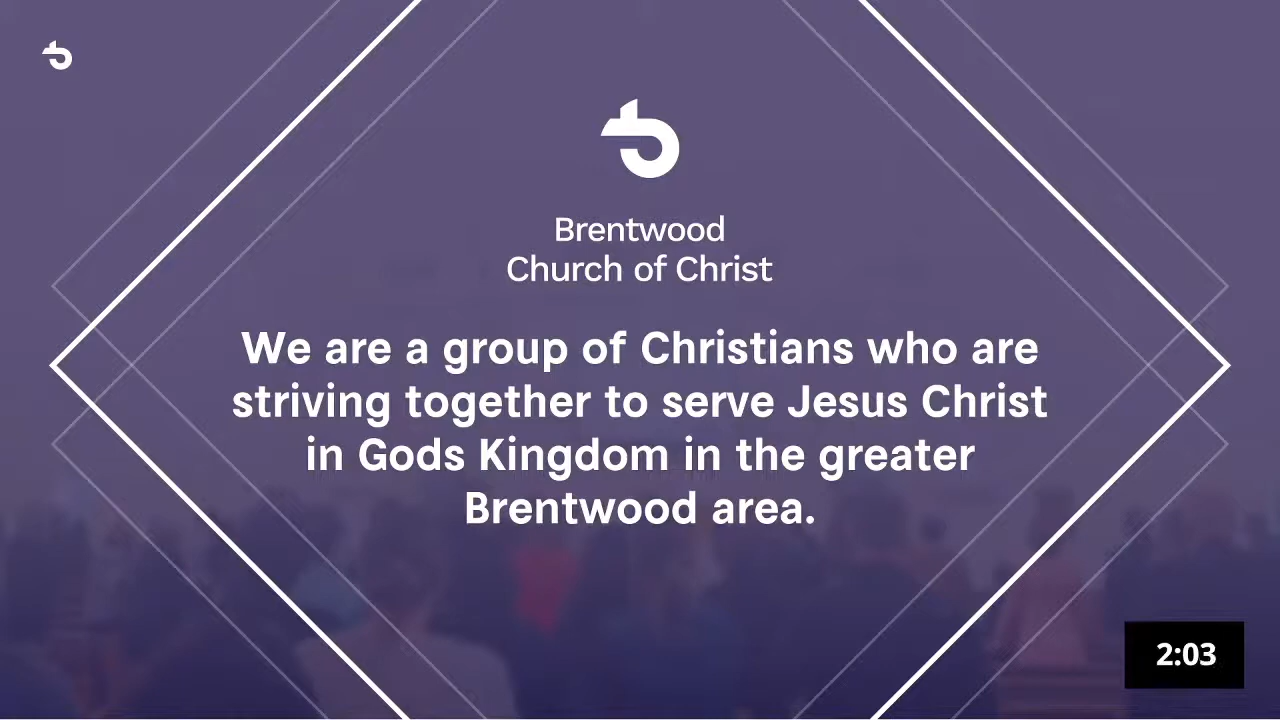 Brentwood
Church of Christ
We are a group of Christians who are
striving together to serve Jesus Christ
in Gods Kingdom in the greater
Brentwood area.
2:03